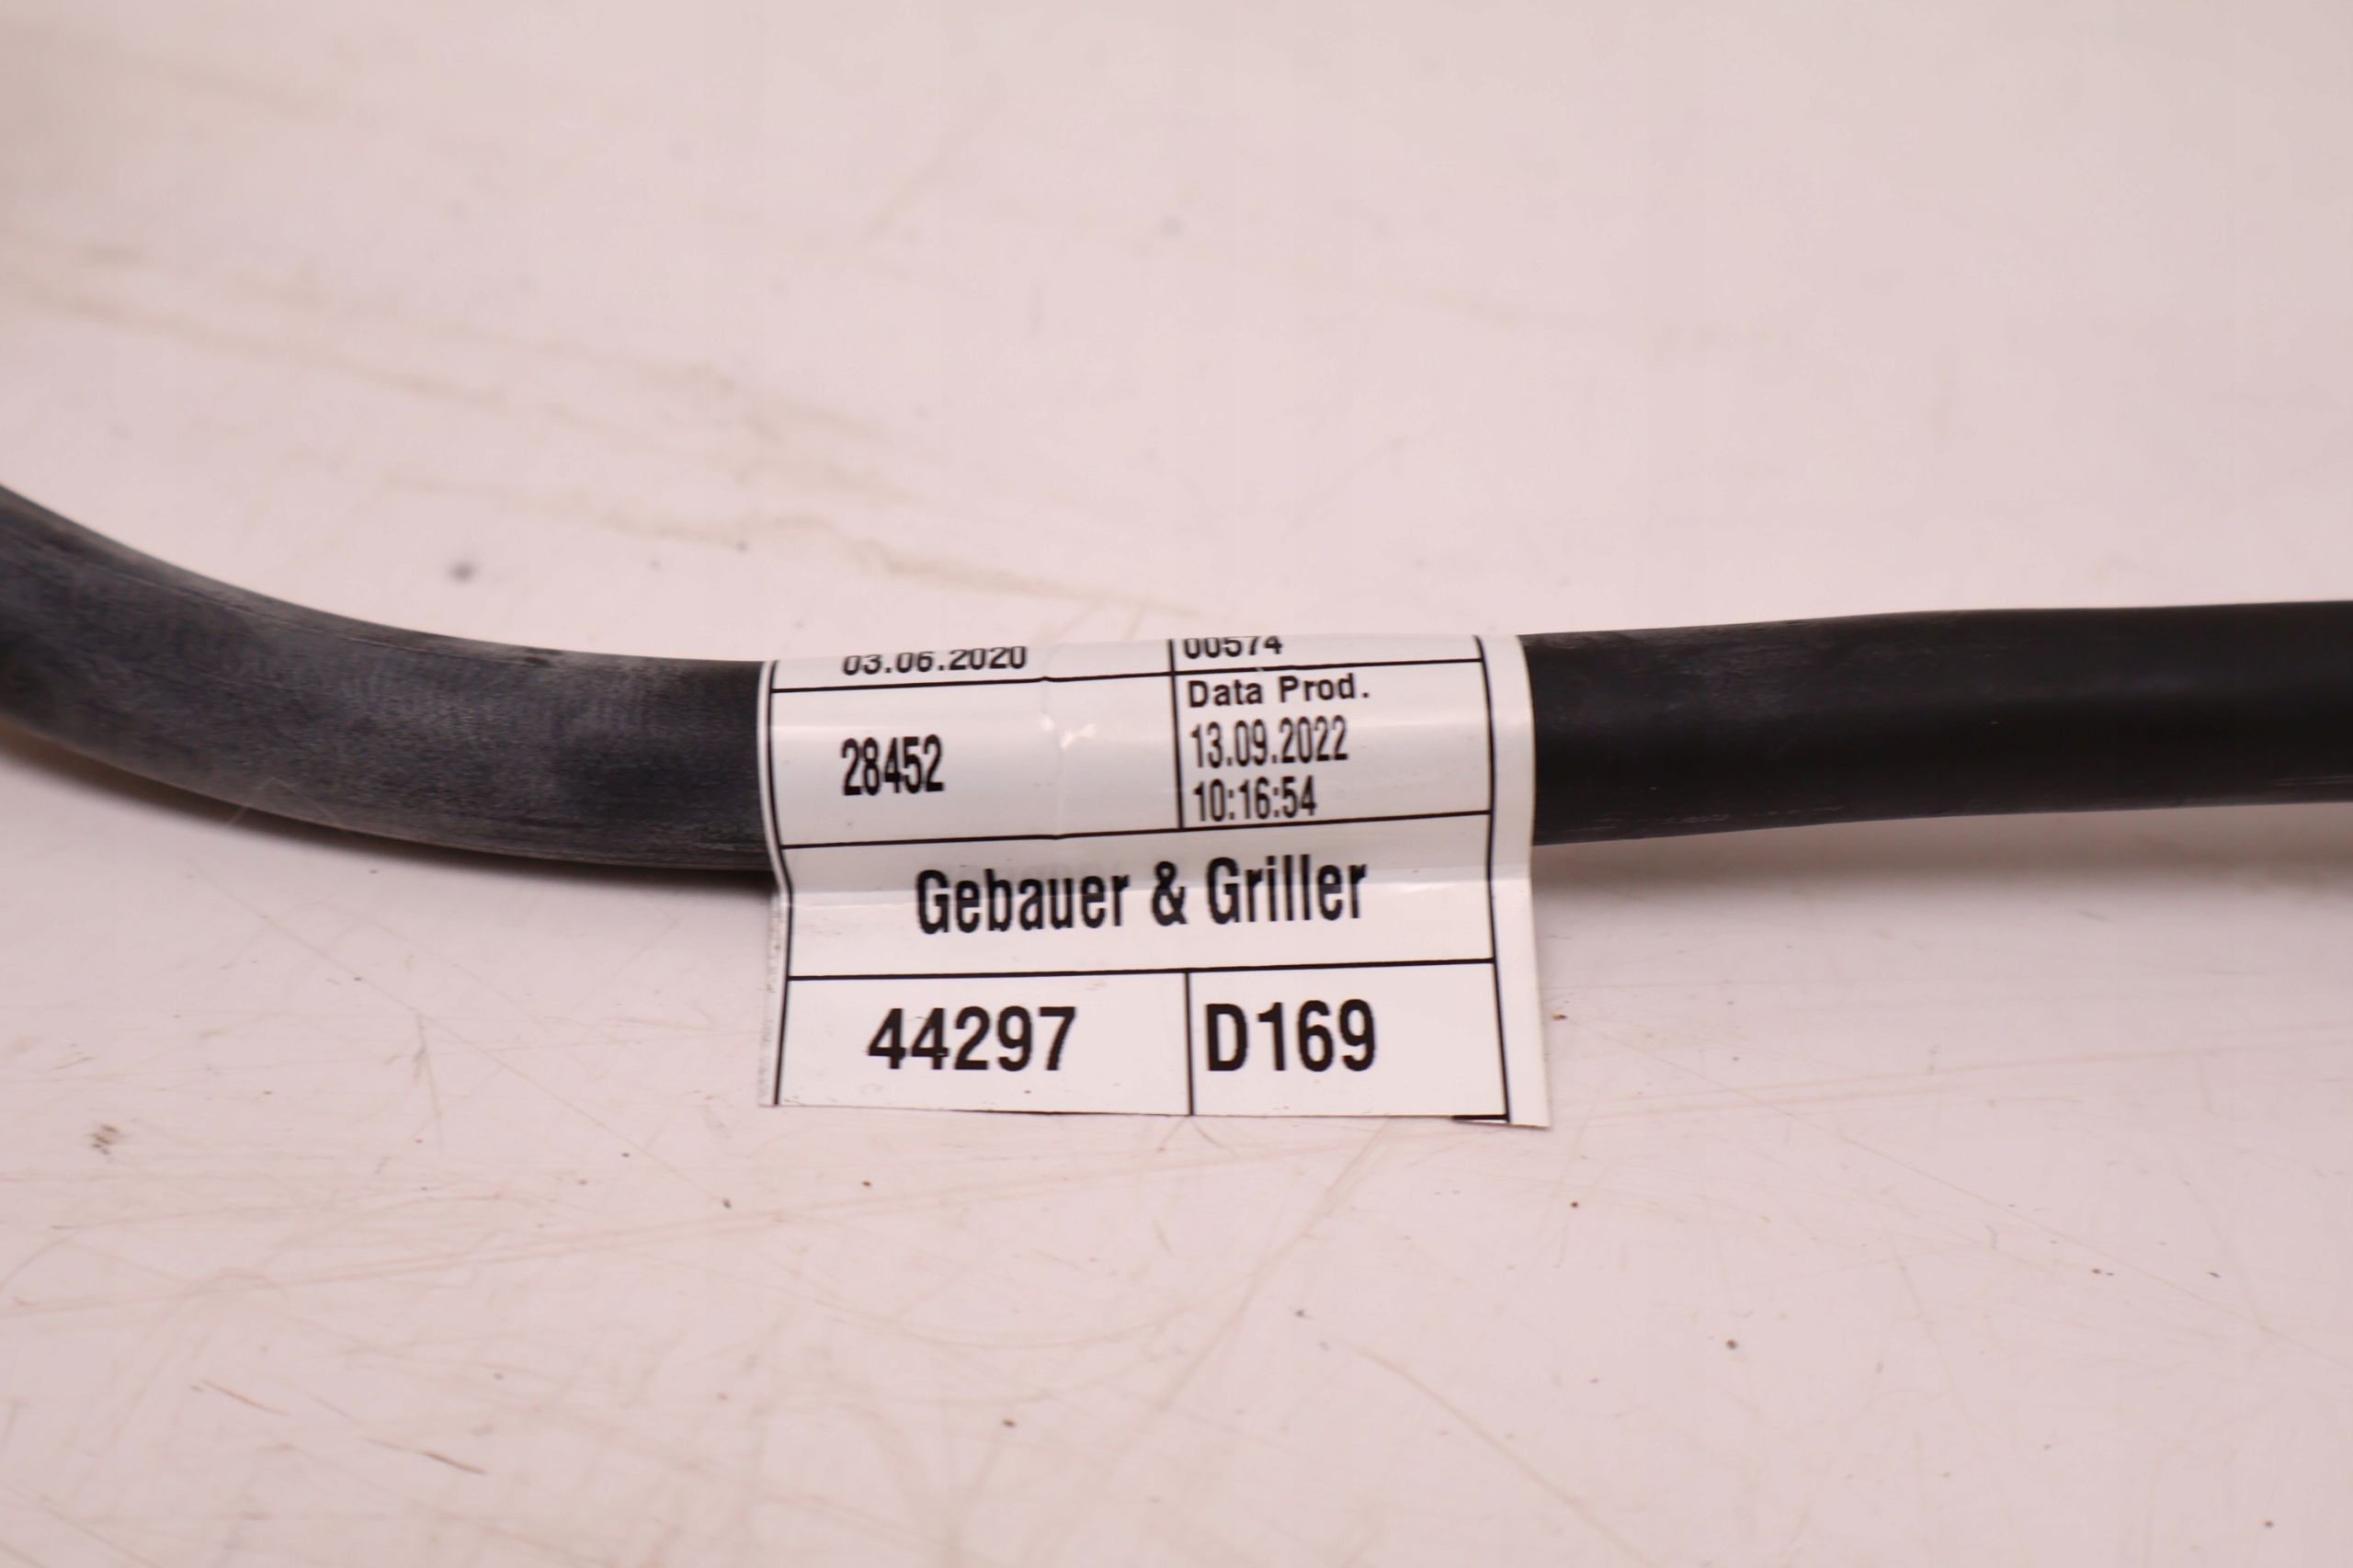 03.06.2020 00574
Data Prod.
28452 13.09.2022
10:16:54
Gebauer & Griller
44297 D169